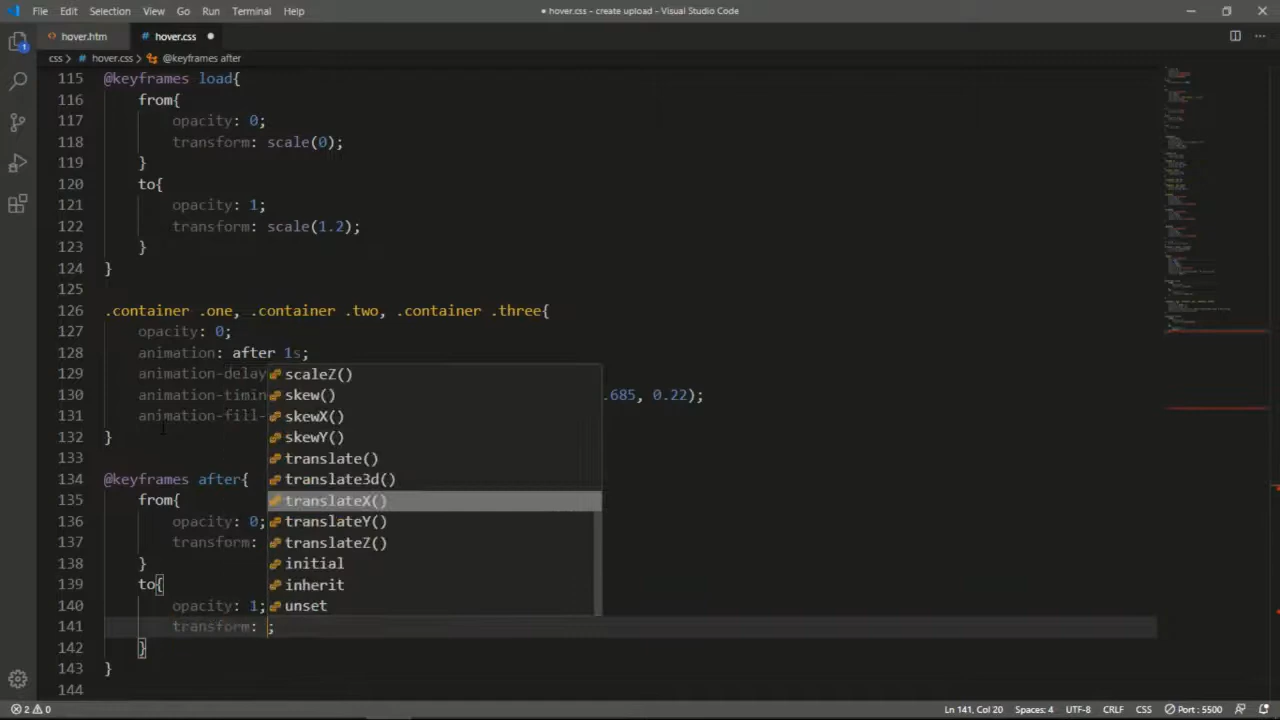 File Edit Selection View Go Run Terminal Help
● hover.css - create upload - Visual Studio Code
hover.htm
# hover.css ●
css > # hover.css > @keyframes after
1
115 @keyframes load{
116 from{
117 opacity: 0;
118 transform: scale(0);
119 }
120 to{
121 opacity: 1;
122 transform: scale(1.2);
123 }
124 }
125
126 .container .one, .container .two, .container .three{
127 opacity: 0;
128 animation: after 1s;
129 animation-delay
scaleZ()
130 animation-timin
skew()
.685, 0.22);
131 animation-fill-
skewX()
132 }
skewY()
133
translate()
134 @keyframes after{
translate3d()
135 from{
translateX()
136 opacity: 0;
translateY()
137 transform:
translateZ()
138 }
initial
139 to{
inherit
140 opacity: 1;
unset
141 transform: ;
142 }
143 }
144
2 0
Ln 141, Col 20 Spaces: 4 UTF-8 CRLF CSS Port : 5500